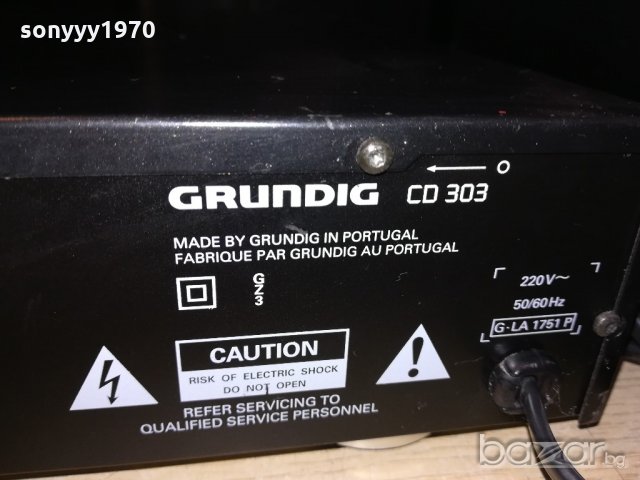 sonyyy1970
O
GRUNDIG CD 303
MADE BY GRUNDIG IN PORTUGAL
FABRIQUE PAR GRUNDIG AU PORTUGAL
G
Z
3
220V~
50/60Hz
G-LA 1751 P
CAUTION
RISK OF ELECTRIC SHOCK
DO NOT OPEN
REFER SERVICING TO
QUALIFIED SERVICE PERSONNEL
bazar.bg